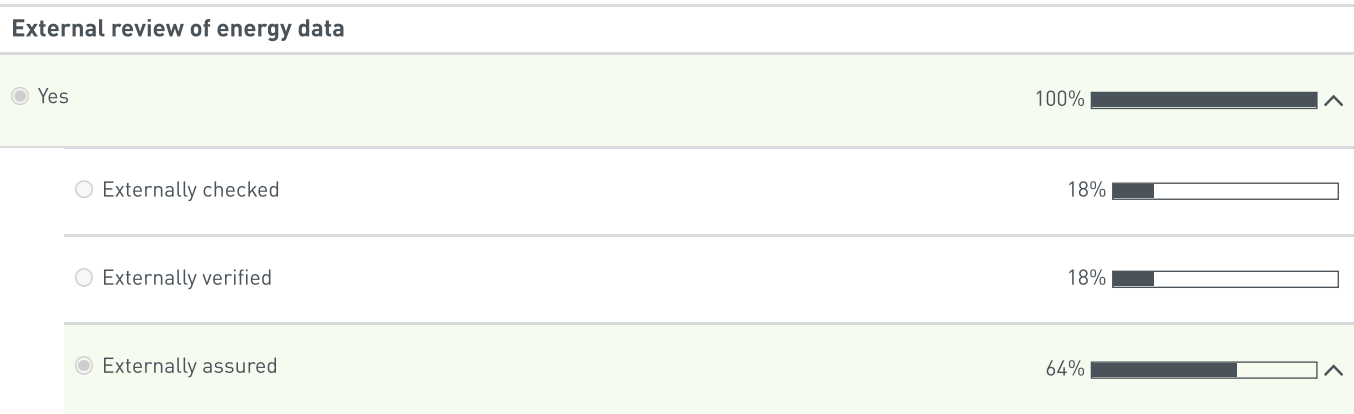 External review of energy data
Yes 100%
Externally checked 18%
Externally verified 18%
Externally assured 64%